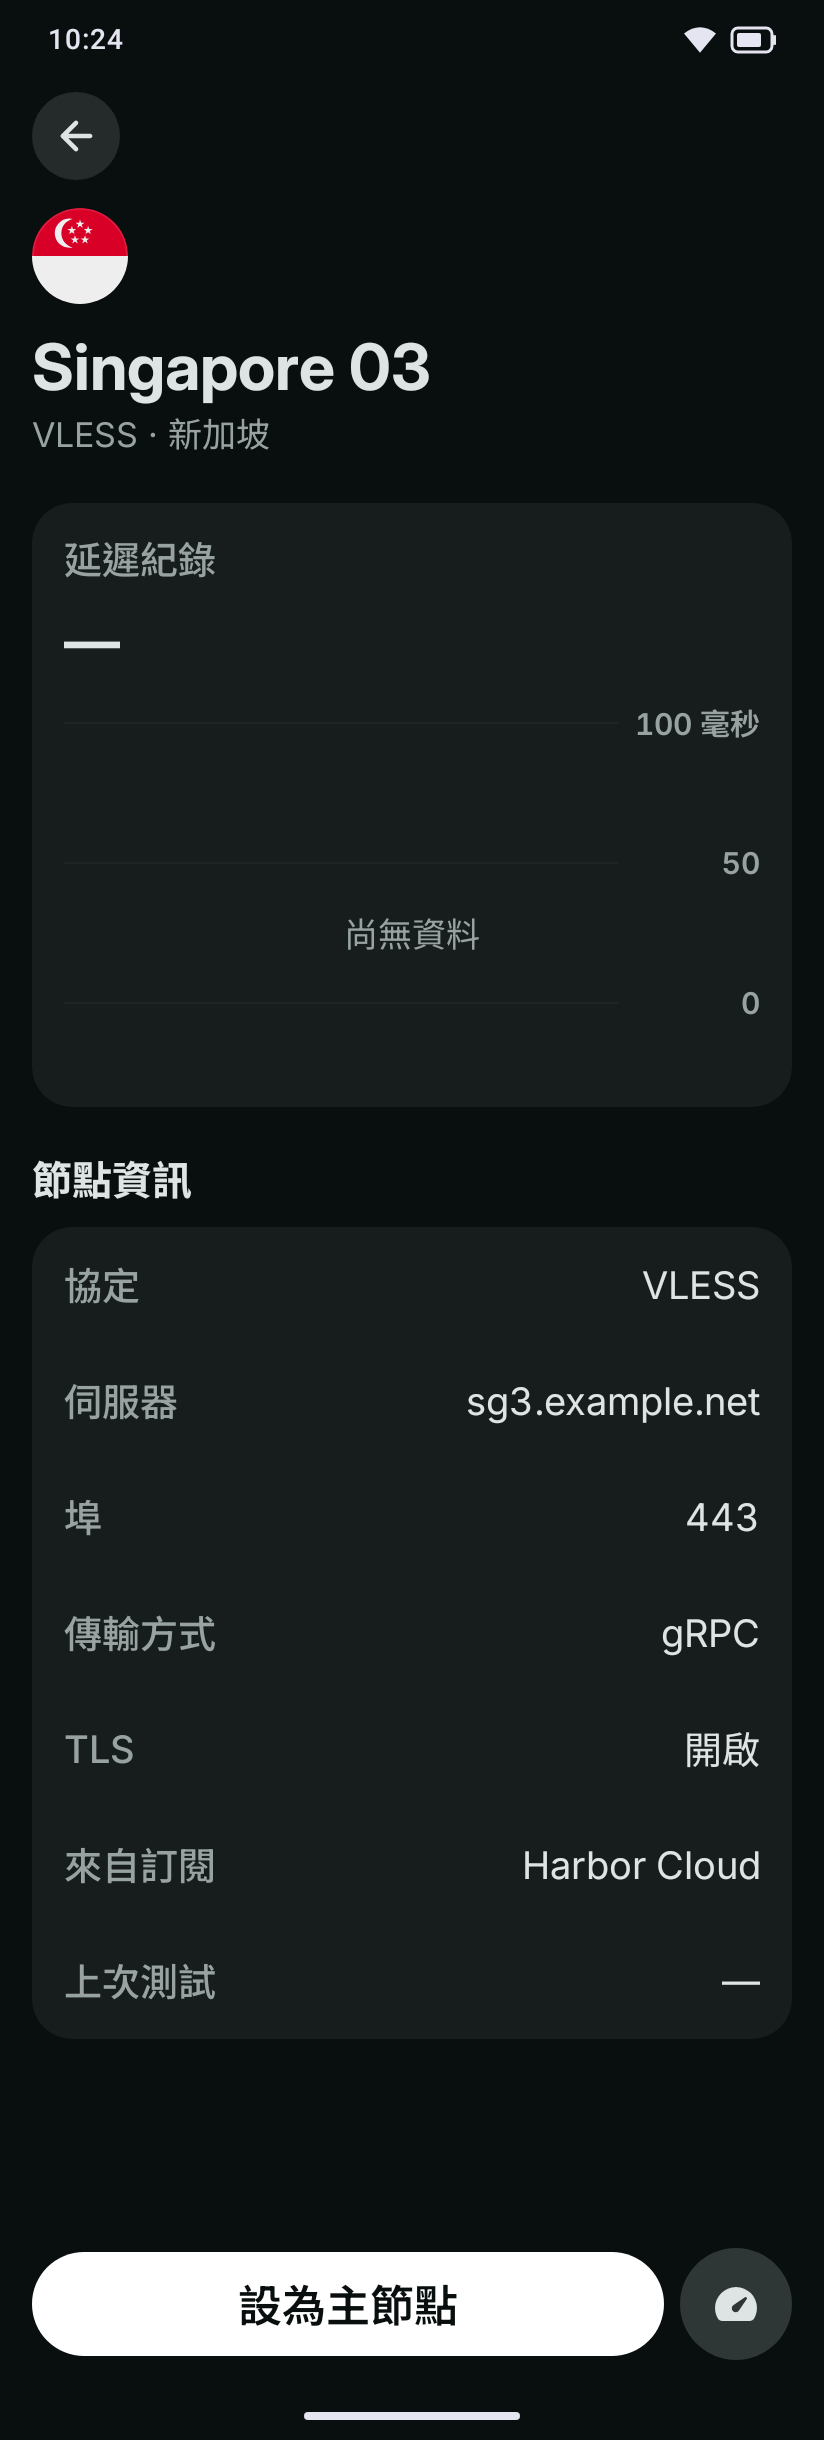 10:24
Singapore 03
VLESS · 新加坡
延遲紀錄
—
100 毫秒
50
尚無資料
0
節點資訊
協定 VLESS
伺服器 sg3.example.net
埠 443
傳輸方式 gRPC
TLS 開啟
來自訂閱 Harbor Cloud
上次測試 —
設為主節點